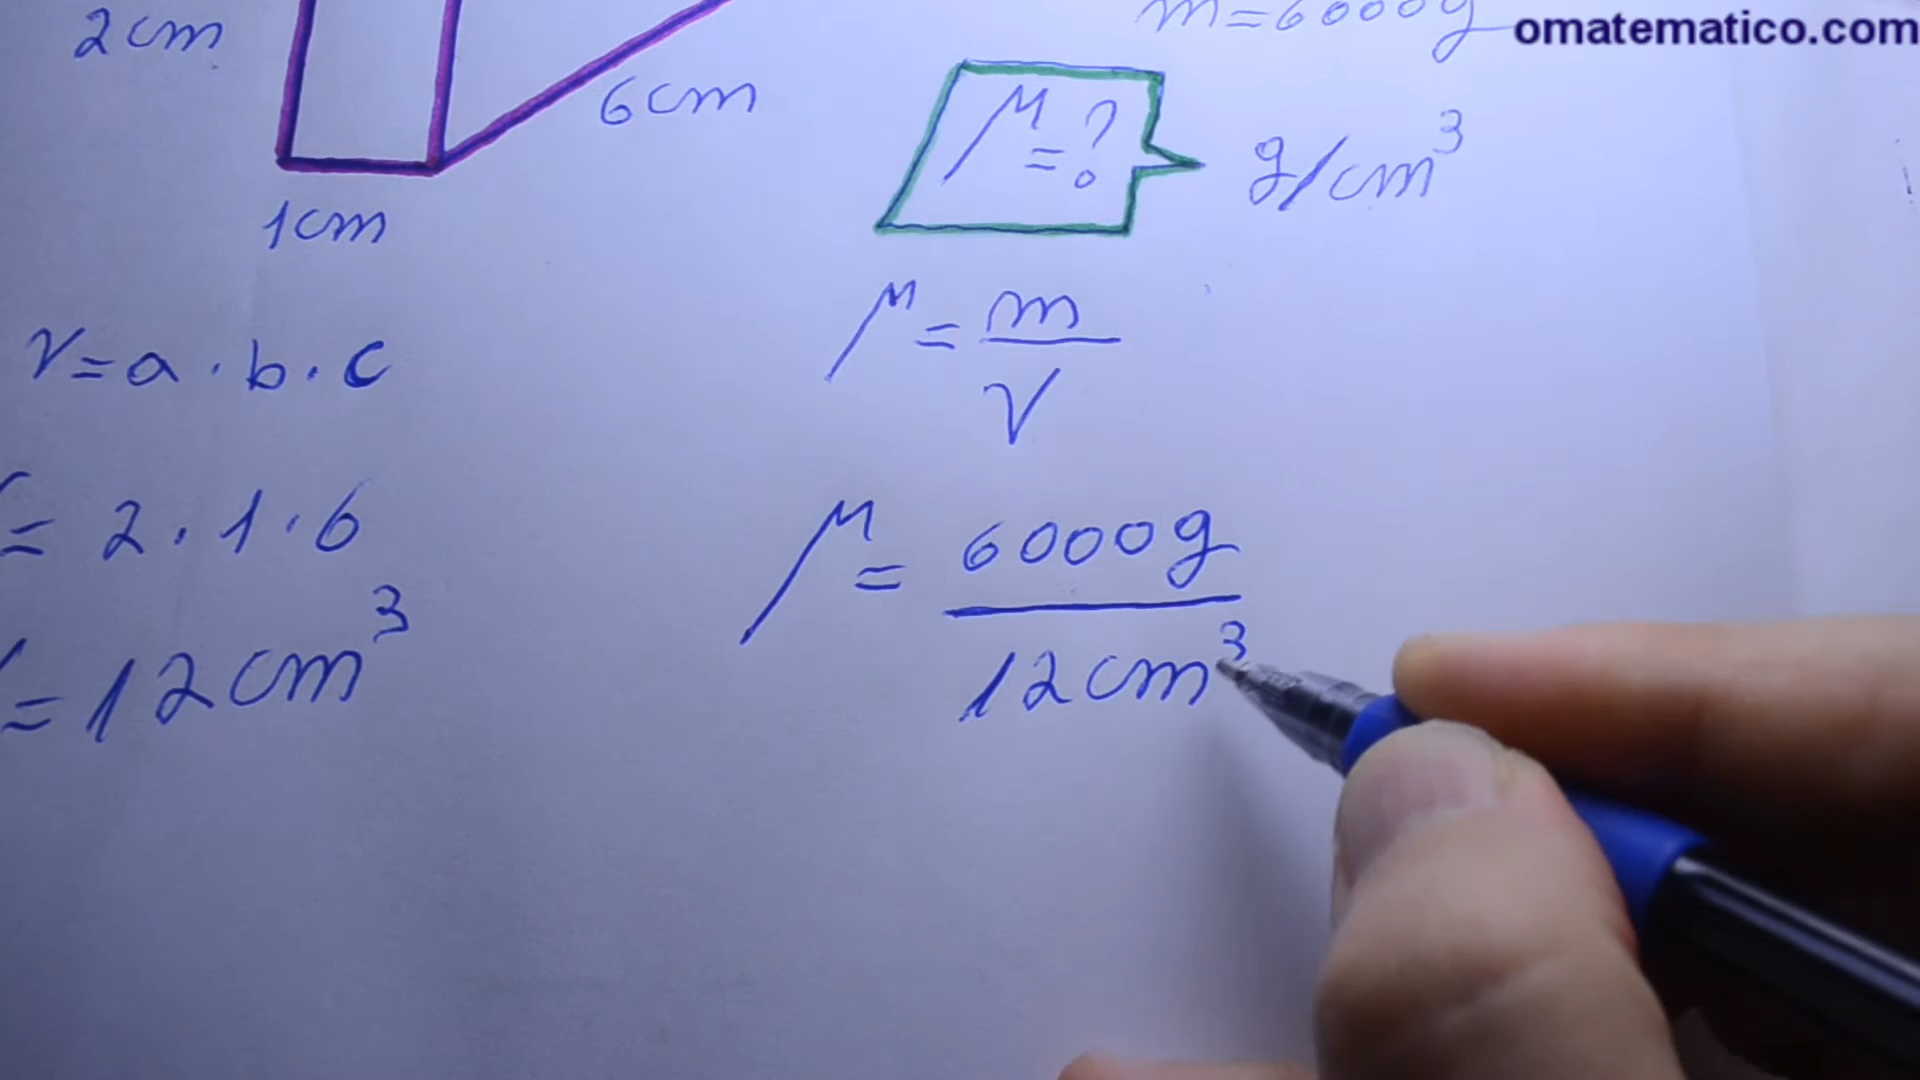 m=6000g
omatematico.com
2cm
6cm
μ=?
g/cm³
1cm
μ = m/V
V=a.b.c
= 2.1.6
μ = 6000g/12cm³
=12cm³